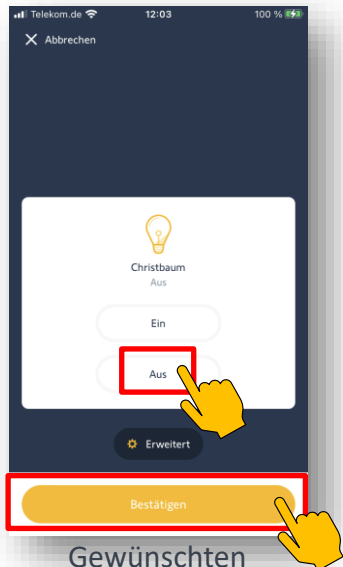 Telekom.de 12:03 100 %
Abbrechen
Christbaum
Aus
Ein
Aus
Erweitert
Bestätigen
Gewünschten